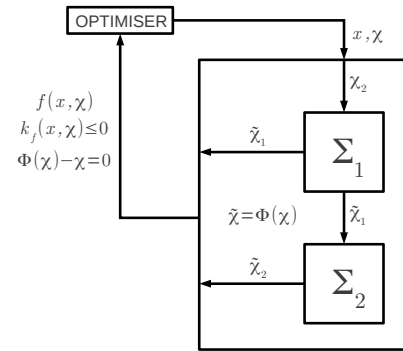 OPTIMISER
x,χ
f(x,χ)
k_f(x,χ)≤0
Φ(χ)−χ=0
χ₂
χ̃₁
Σ₁
χ̃=Φ(χ)
χ̃₁
χ̃₂
Σ₂